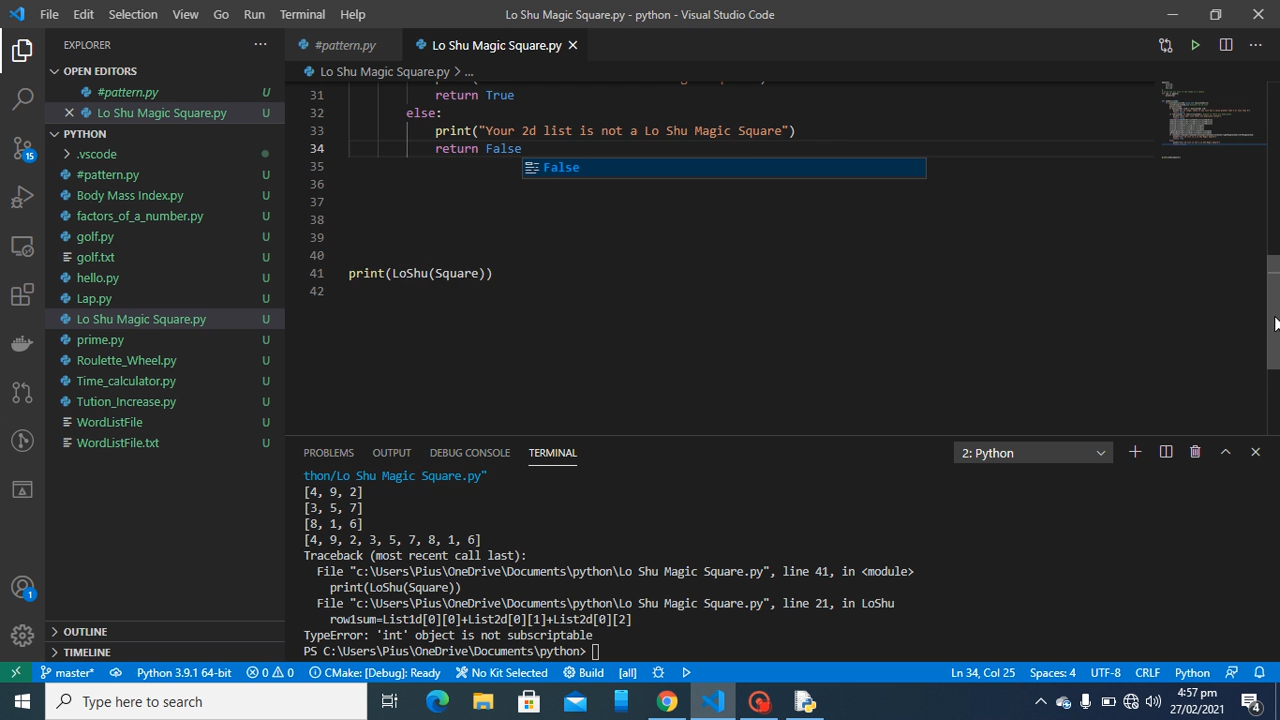 File Edit Selection View Go Run Terminal Help
Lo Shu Magic Square.py - python - Visual Studio Code
EXPLORER
OPEN EDITORS
#pattern.py U
Lo Shu Magic Square.py U
PYTHON
.vscode
#pattern.py U
Body Mass Index.py U
factors_of_a_number.py U
golf.py U
golf.txt U
hello.py U
Lap.py U
Lo Shu Magic Square.py U
prime.py U
Roulette_Wheel.py U
Time_calculator.py U
Tution_Increase.py U
WordListFile U
WordListFile.txt U
OUTLINE
TIMELINE
15
1
#pattern.py
Lo Shu Magic Square.py
Lo Shu Magic Square.py > ...
31 return True
32 else:
33 print("Your 2d list is not a Lo Shu Magic Square")
34 return False
False
35
36
37
38
39
40
41 print(LoShu(Square))
42
PROBLEMS OUTPUT DEBUG CONSOLE TERMINAL
2: Python
thon/Lo Shu Magic Square.py"
[4, 9, 2]
[3, 5, 7]
[8, 1, 6]
[4, 9, 2, 3, 5, 7, 8, 1, 6]
Traceback (most recent call last):
File "c:\Users\Pius\OneDrive\Documents\python\Lo Shu Magic Square.py", line 41, in <module>
print(LoShu(Square))
File "c:\Users\Pius\OneDrive\Documents\python\Lo Shu Magic Square.py", line 21, in LoShu
row1sum=List1d[0][0]+List2d[0][1]+List2d[0][2]
TypeError: 'int' object is not subscriptable
PS C:\Users\Pius\OneDrive\Documents\python>
master* Python 3.9.1 64-bit 0 0 CMake: [Debug]: Ready No Kit Selected Build [all] Ln 34, Col 25 Spaces: 4 UTF-8 CRLF Python
Type here to search
4:57 pm
27/02/2021
4